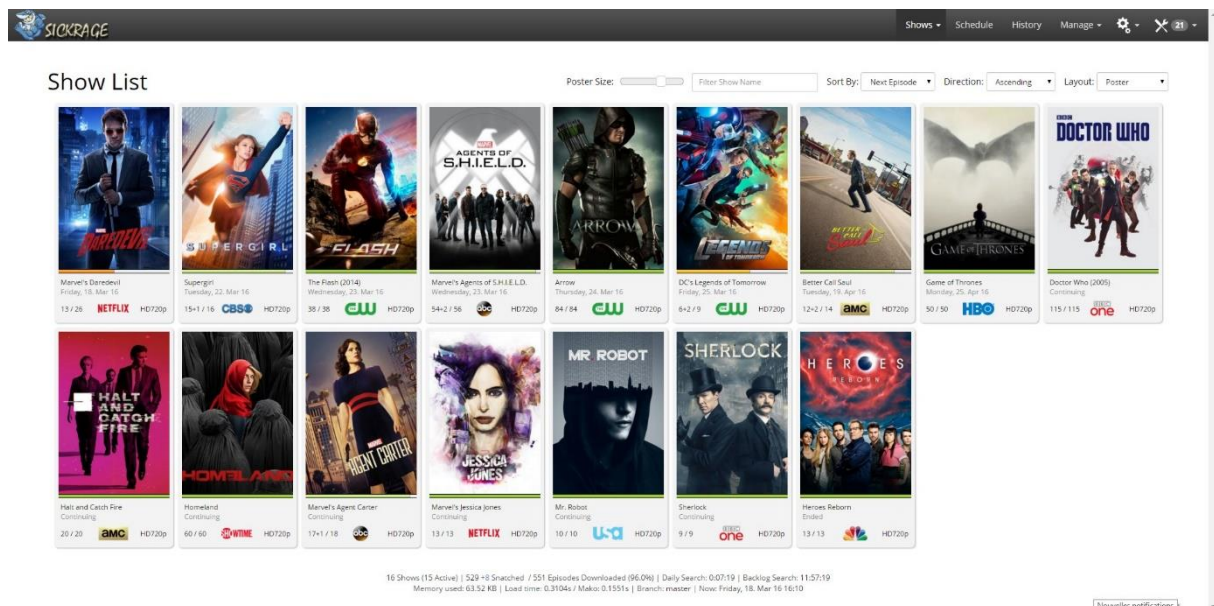 SICKRAGE
Shows Schedule History Manage 21
Show List
Poster Size: Filter Show Name Sort By: Next Episode Direction: Ascending Layout: Poster
DAREDEVIL
SUPERGIRL
FLASH
MARVEL
AGENTS OF
S.H.I.E.L.D.
ARROW
LEGENDS
OF TOMORROW
BETTER
CALL
Saul
GAME OF THRONES
DOCTOR WHO
Marvel's Daredevil
Friday, 18. Mar 16
13 / 26 NETFLIX HD720p
Supergirl
Tuesday, 22. Mar 16
15+1 / 16 CBS HD720p
The Flash (2014)
Wednesday, 23. Mar 16
38 / 38 CW HD720p
Marvel's Agents of S.H.I.E.L.D.
Wednesday, 23. Mar 16
54+2 / 56 abc HD720p
Arrow
Thursday, 24. Mar 16
84 / 84 CW HD720p
DC's Legends of Tomorrow
Friday, 25. Mar 16
6+2 / 9 CW HD720p
Better Call Saul
Tuesday, 19. Apr 16
12+2 / 14 amc HD720p
Game of Thrones
Monday, 25. Apr 16
50 / 50 HBO HD720p
Doctor Who (2005)
Continuing
115 / 115 BBC one HD720p
HALT
AND
CATCH
FIRE
HOMELAND
MARVEL
AGENT CARTER
JESSICA
JONES
MR ROBOT
SHERLOCK
HEROES
REBORN
Halt and Catch Fire
Continuing
20 / 20 amc HD720p
Homeland
Continuing
60 / 60 SHOWTIME HD720p
Marvel's Agent Carter
Continuing
17+1 / 18 abc HD720p
Marvel's Jessica Jones
Continuing
13 / 13 NETFLIX HD720p
Mr. Robot
Continuing
10 / 10 USA HD720p
Sherlock
Continuing
9 / 9 BBC one HD720p
Heroes Reborn
Ended
13 / 13 HD720p
16 Shows (15 Active) | 529 +8 Snatched / 551 Episodes Downloaded (96.0%) | Daily Search: 0:07:19 | Backlog Search: 11:57:19
Memory used: 63.52 KB | Load time: 0.3104s / Mako: 0.1551s | Branch: master | Now: Friday, 18. Mar 16 16:10
Nouvelles notifications